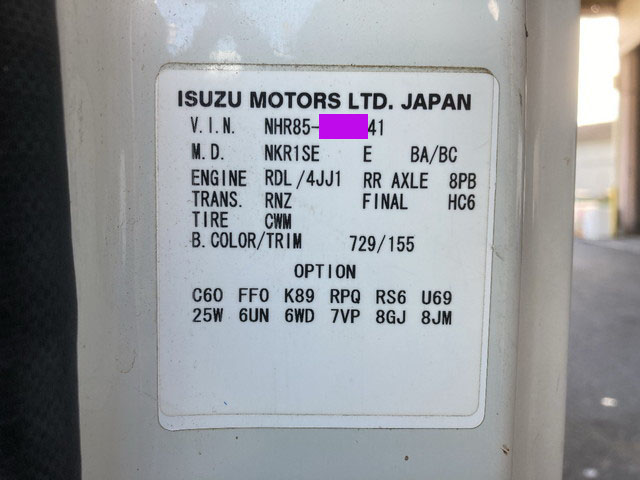 ISUZU MOTORS LTD. JAPAN
V.I.N. NHR85- 41
M.D. NKR1SE E BA/BC
ENGINE RDL/4JJ1 RR AXLE 8PB
TRANS. RNZ FINAL HC6
TIRE CWM
B.COLOR/TRIM 729/155
OPTION
C60 FF0 K89 RPQ RS6 U69
25W 6UN 6WD 7VP 8GJ 8JM